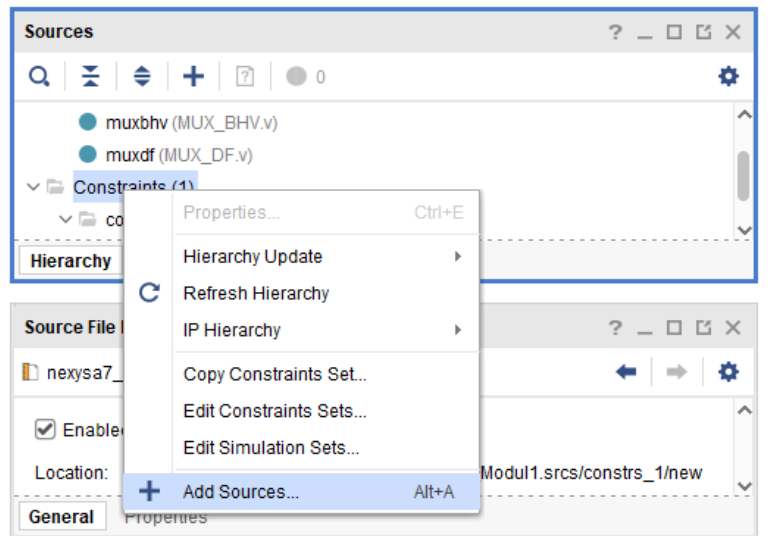 Sources
0
muxbhv (MUX_BHV.v)
muxdf (MUX_DF.v)
Constraints (1)
co
Properties... Ctrl+E
Hierarchy Update
Refresh Hierarchy
IP Hierarchy
Copy Constraints Set...
Edit Constraints Sets...
Edit Simulation Sets...
Add Sources... Alt+A
Hierarchy
Source File
nexysa7_
Enabled
Location: Modul1.srcs/constrs_1/new
General Properties